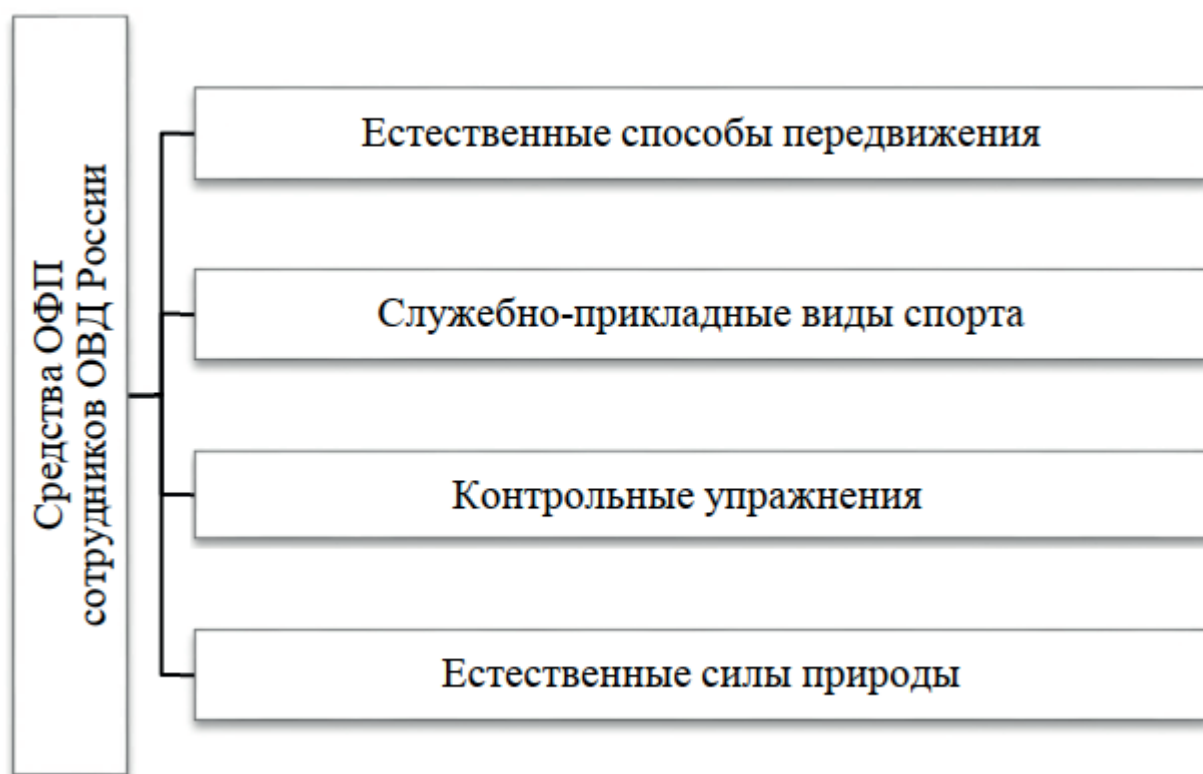 Средства ОФП
сотрудников ОВД России
Естественные способы передвижения
Служебно-прикладные виды спорта
Контрольные упражнения
Естественные силы природы